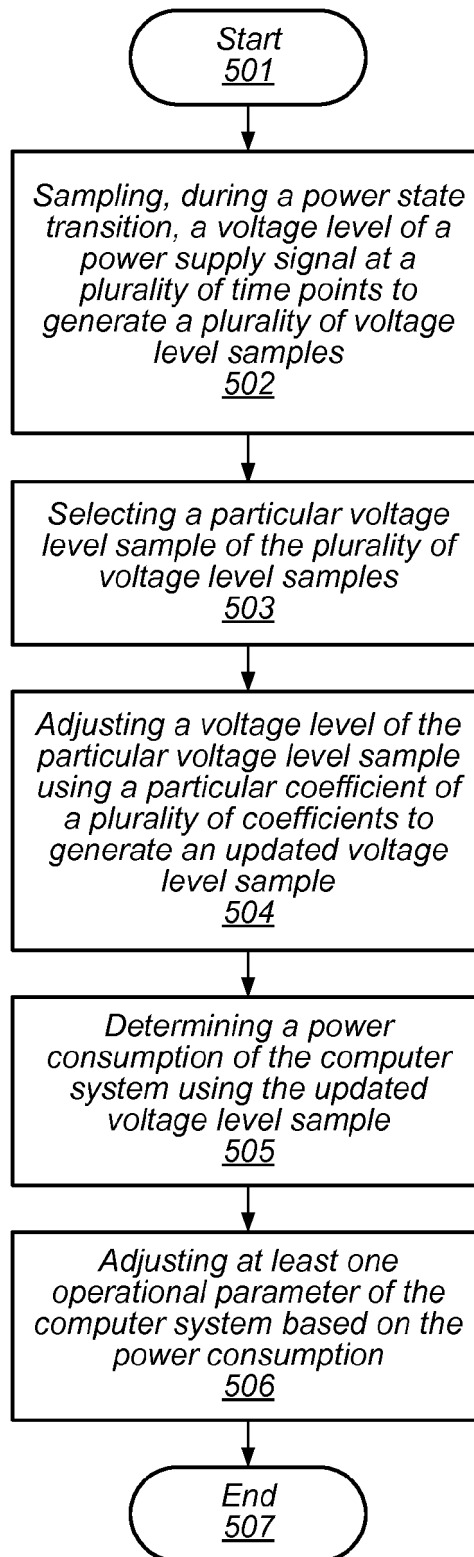 Start
501
Sampling, during a power state
transition, a voltage level of a
power supply signal at a
plurality of time points to
generate a plurality of voltage
level samples
502
Selecting a particular voltage
level sample of the plurality of
voltage level samples
503
Adjusting a voltage level of the
particular voltage level sample
using a particular coefficient of
a plurality of coefficients to
generate an updated voltage
level sample
504
Determining a power
consumption of the computer
system using the updated
voltage level sample
505
Adjusting at least one
operational parameter of the
computer system based on the
power consumption
506
End
507